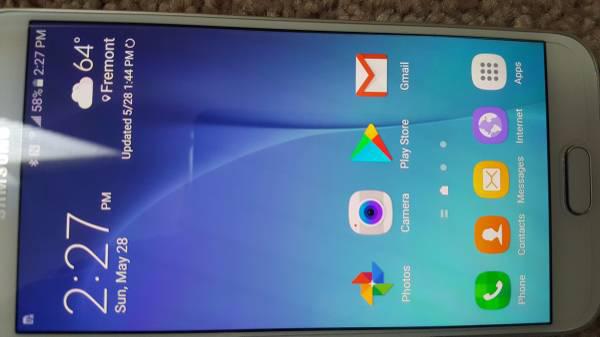 SAMSUNG
58% 2:27 PM
2:27 PM
Sun, May 28
64°
Fremont
Updated 5/28 1:44 PM
Photos
Camera
Play Store
Gmail
Phone
Contacts
Messages
Internet
Apps